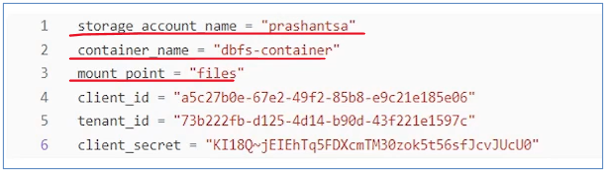 1 storage_account_name = "prashantsa"
2 container_name = "dbfs-container"
3 mount_point = "files"
4 client_id = "a5c27b0e-67e2-49f2-85b8-e9c21e185e06"
5 tenant_id = "73b222fb-d125-4d14-b90d-43f221e1597c"
6 client_secret = "KI18Q~jEIEhTq5FDXcmTM30zok5t56sfJcvJUcU0"